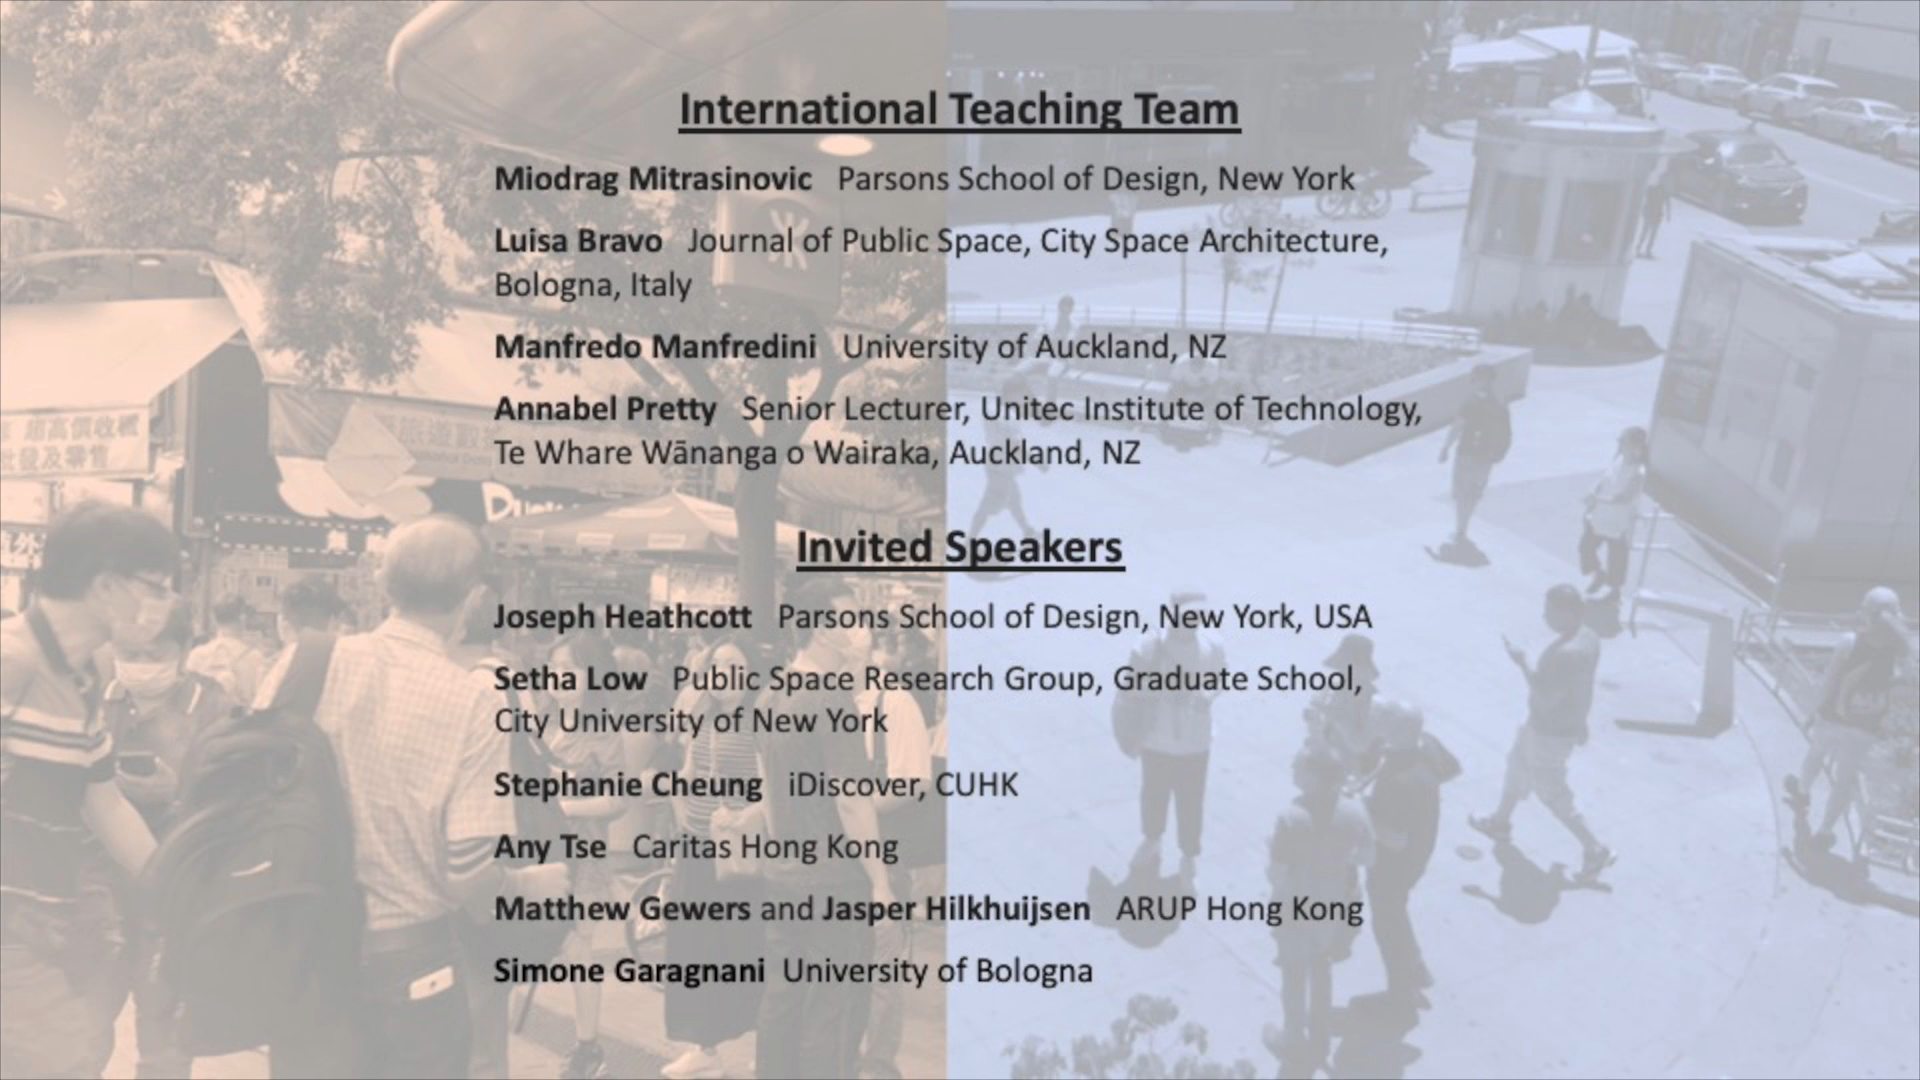 International Teaching Team
Miodrag Mitrasinovic Parsons School of Design, New York
Luisa Bravo Journal of Public Space, City Space Architecture,
Bologna, Italy
Manfredo Manfredini University of Auckland, NZ
Annabel Pretty Senior Lecturer, Unitec Institute of Technology,
Te Whare Wānanga o Wairaka, Auckland, NZ
Invited Speakers
Joseph Heathcott Parsons School of Design, New York, USA
Setha Low Public Space Research Group, Graduate School,
City University of New York
Stephanie Cheung iDiscover, CUHK
Any Tse Caritas Hong Kong
Matthew Gewers and Jasper Hilkhuijsen ARUP Hong Kong
Simone Garagnani University of Bologna